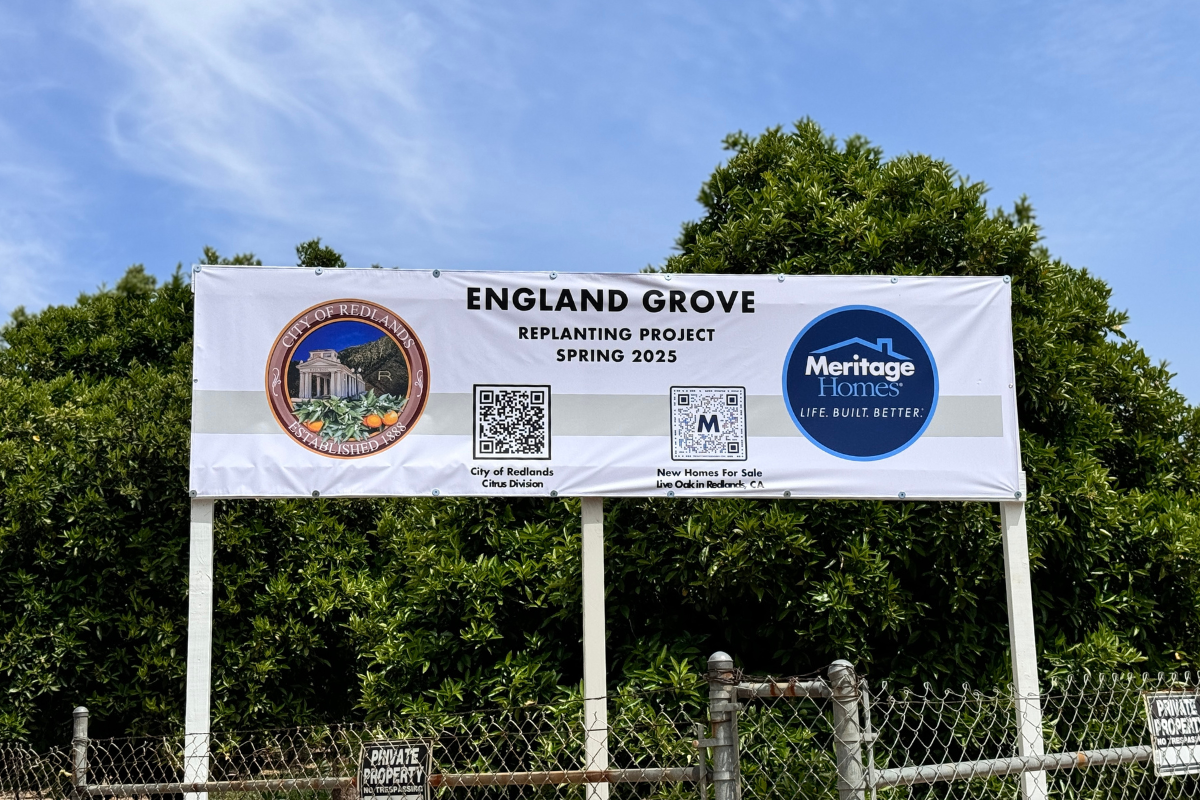 ENGLAND GROVE
REPLANTING PROJECT
SPRING 2025
CITY OF REDLANDS
R
ESTABLISHED 1888
City of Redlands
Citrus Division
M
New Homes For Sale
Live Oak in Redlands, CA
Meritage
Homes®
LIFE. BUILT. BETTER.
PRIVATE
PROPERTY
NO TRESPASSING
PRIVATE
PROPERTY
NO TRESPASSING